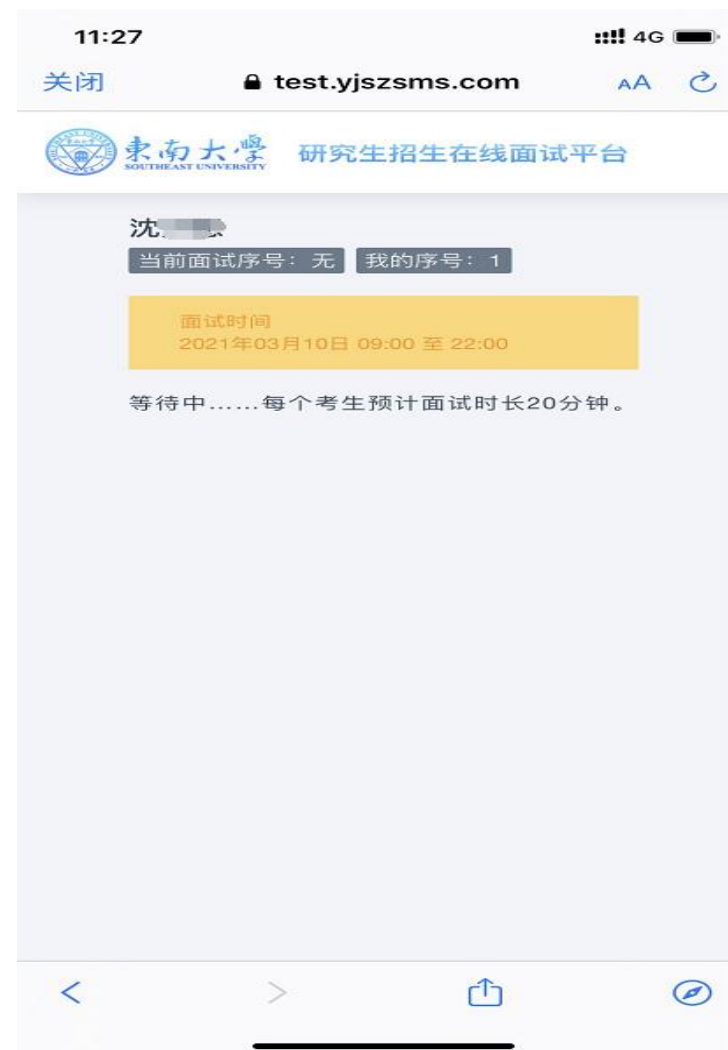 11:27 4G
关闭 test.yjszsms.com AA
東南大學 研究生招生在线面试平台
SOUTHEAST UNIVERSITY
沈
当前面试序号：无 我的序号：1
面试时间
2021年03月10日 09:00 至 22:00
等待中......每个考生预计面试时长20分钟。